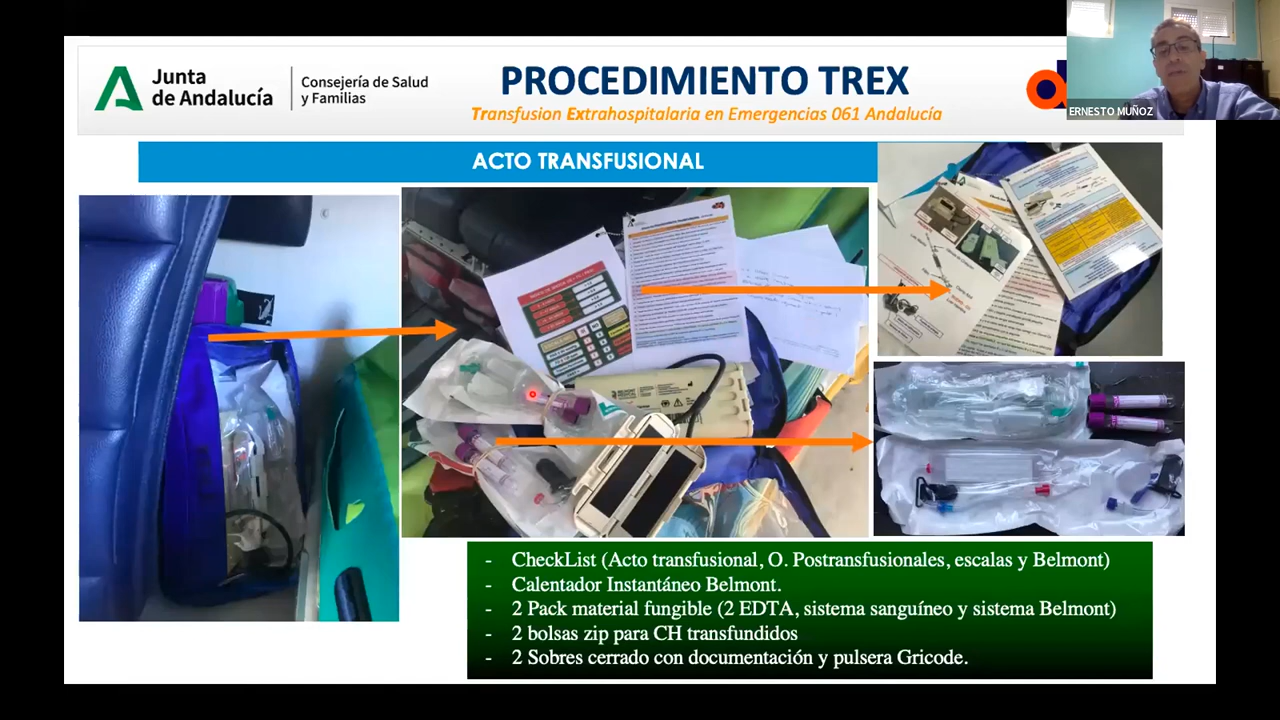 Junta
de Andalucía
Consejería de Salud
y Familias
PROCEDIMIENTO TREX
Transfusion Extrahospitalaria en Emergencias 061 Andalucía
ERNESTO MUÑOZ
ACTO TRANSFUSIONAL
BELMONT
- CheckList (Acto transfusional, O. Postransfusionales, escalas y Belmont)
- Calentador Instantáneo Belmont.
- 2 Pack material fungible (2 EDTA, sistema sanguíneo y sistema Belmont)
- 2 bolsas zip para CH transfundidos
- 2 Sobres cerrado con documentación y pulsera Gricode.